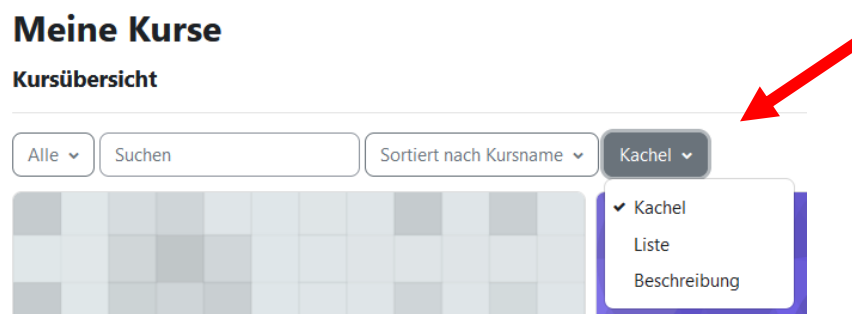 Meine Kurse
Kursübersicht
Alle
Suchen
Sortiert nach Kursname
Kachel
Kachel
Liste
Beschreibung